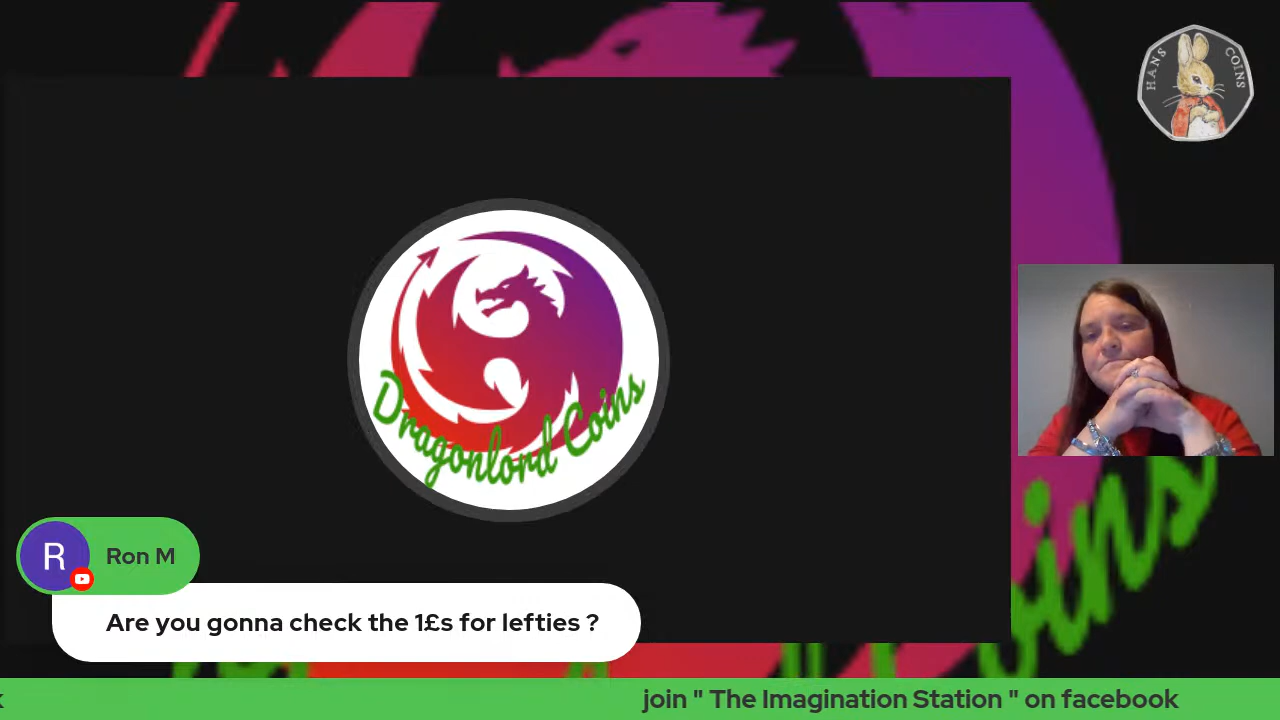 HANS COINS
Dragonlord Coins
R
Ron M
Are you gonna check the 1£s for lefties ?
oins
k
join " The Imagination Station " on facebook